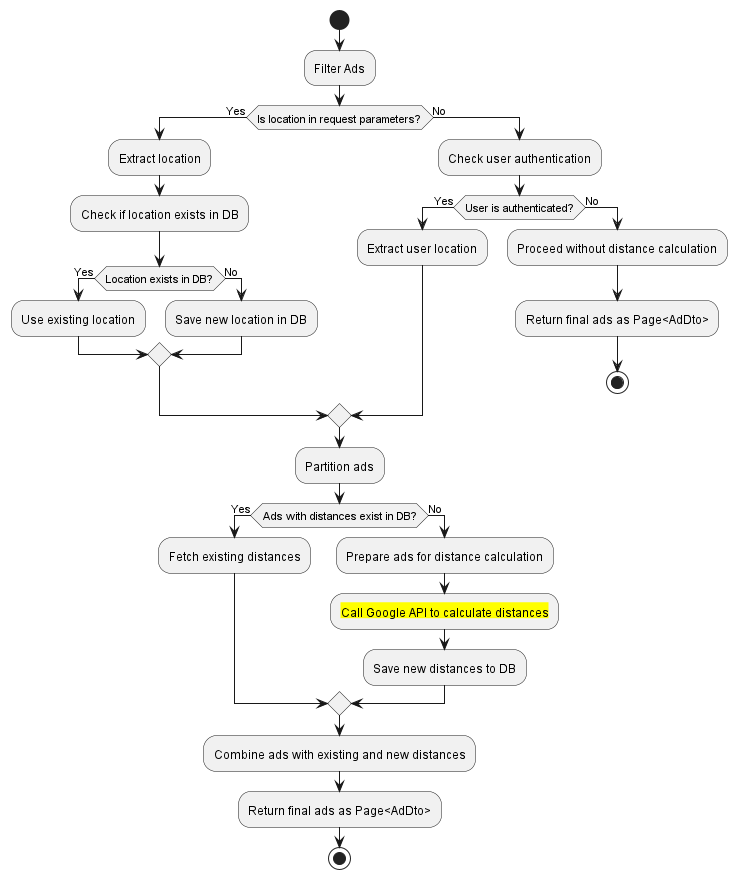 Filter Ads
Yes
Is location in request parameters?
No
Extract location
Check user authentication
Check if location exists in DB
Yes
User is authenticated?
No
Extract user location
Proceed without distance calculation
Yes
Location exists in DB?
No
Use existing location
Save new location in DB
Return final ads as Page<AdDto>
Partition ads
Yes
Ads with distances exist in DB?
No
Fetch existing distances
Prepare ads for distance calculation
Call Google API to calculate distances
Save new distances to DB
Combine ads with existing and new distances
Return final ads as Page<AdDto>